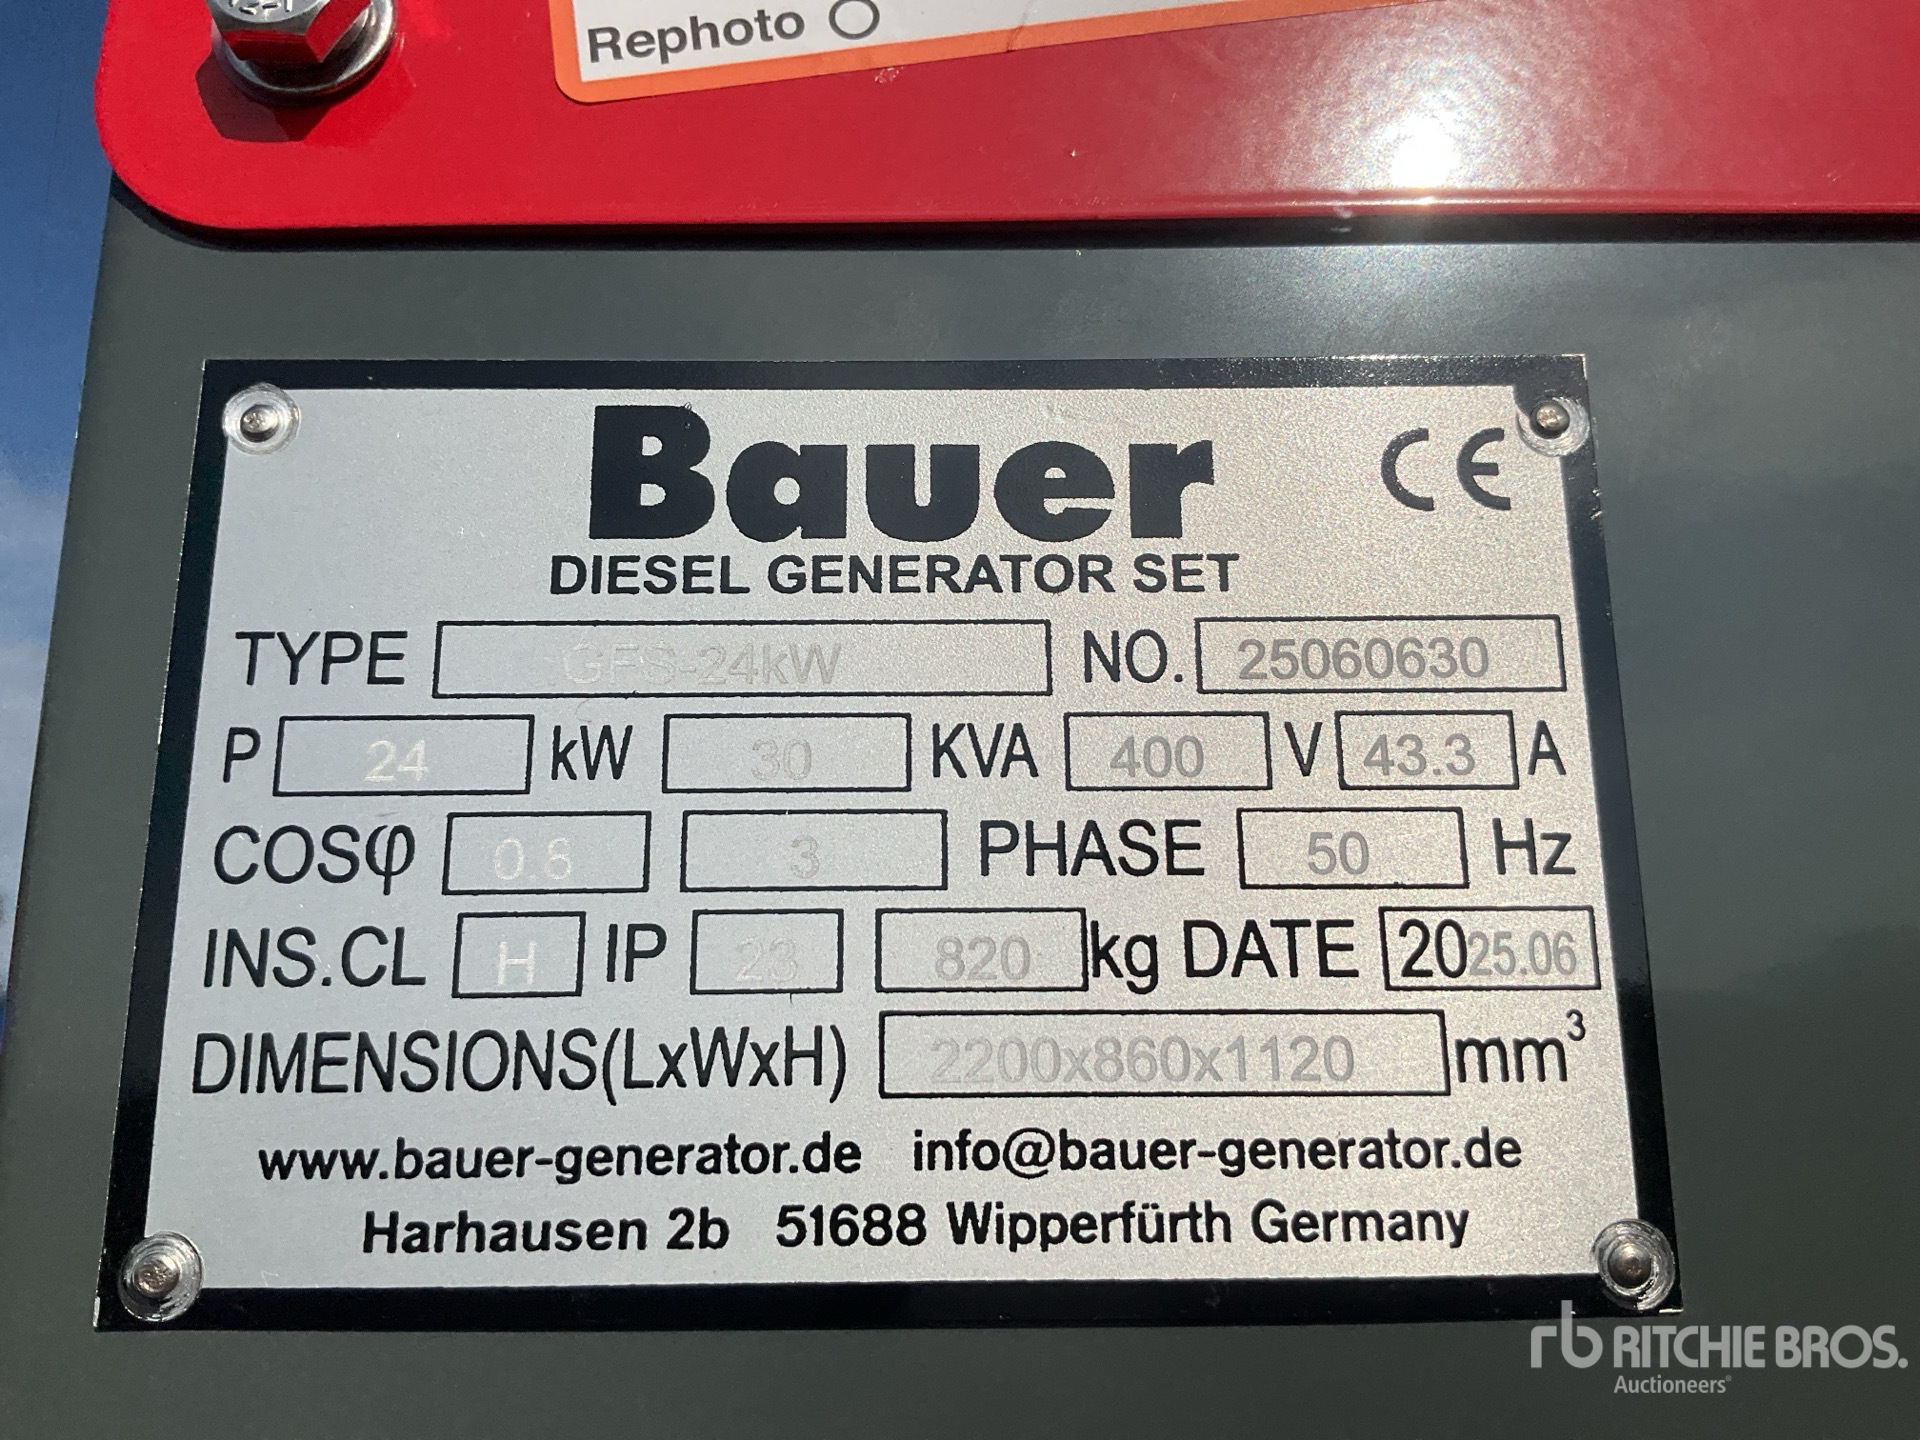 Rephoto
Bauer CE
DIESEL GENERATOR SET
TYPE GFS-24kW NO. 25060630
P 24 kW 30 KVA 400 V 43.3 A
COSφ 0.8 3 PHASE 50 Hz
INS.CL H IP 23 820 kg DATE 2025.06
DIMENSIONS(LxWxH) 2200x860x1120 mm³
www.bauer-generator.de info@bauer-generator.de
Harhausen 2b 51688 Wipperfürth Germany
rb RITCHIE BROS.
Auctioneers®